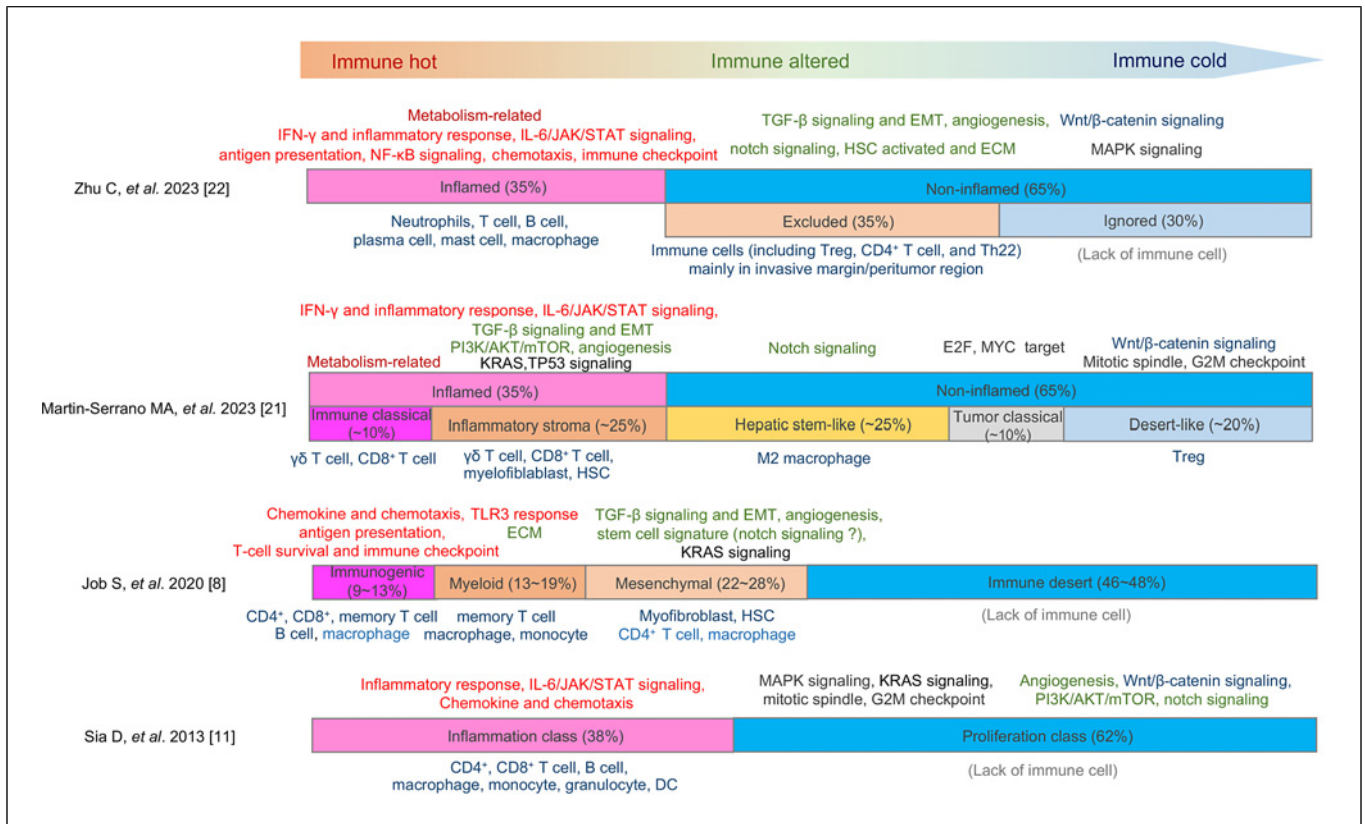 Immune hot Immune altered Immune cold
Metabolism-related
IFN-γ and inflammatory response, IL-6/JAK/STAT signaling,
antigen presentation, NF-κB signaling, chemotaxis, immune checkpoint
TGF-β signaling and EMT, angiogenesis,
notch signaling, HSC activated and ECM
Wnt/β-catenin signaling
MAPK signaling
Zhu C, et al. 2023 [22]
Inflamed (35%)
Non-inflamed (65%)
Excluded (35%)
Ignored (30%)
Neutrophils, T cell, B cell,
plasma cell, mast cell, macrophage
Immune cells (including Treg, CD4⁺ T cell, and Th22)
mainly in invasive margin/peritumor region
(Lack of immune cell)
IFN-γ and inflammatory response, IL-6/JAK/STAT signaling,
TGF-β signaling and EMT
PI3K/AKT/mTOR, angiogenesis
Metabolism-related
KRAS,TP53 signaling
Notch signaling
E2F, MYC target
Wnt/β-catenin signaling
Mitotic spindle, G2M checkpoint
Martin-Serrano MA, et al. 2023 [21]
Inflamed (35%)
Non-inflamed (65%)
Immune classical
(~10%)
Inflammatory stroma (~25%)
Hepatic stem-like (~25%)
Tumor classical
(~10%)
Desert-like (~20%)
γδ T cell, CD8⁺ T cell
γδ T cell, CD8⁺ T cell,
myelofiblablast, HSC
M2 macrophage
Treg
Chemokine and chemotaxis, TLR3 response
antigen presentation,
ECM
T-cell survival and immune checkpoint
TGF-β signaling and EMT, angiogenesis,
stem cell signature (notch signaling ?),
KRAS signaling
Job S, et al. 2020 [8]
Immunogenic
(9~13%)
Myeloid (13~19%)
Mesenchymal (22~28%)
Immune desert (46~48%)
CD4⁺, CD8⁺, memory T cell
B cell, macrophage
memory T cell
macrophage, monocyte
Myofibroblast, HSC
CD4⁺ T cell, macrophage
(Lack of immune cell)
Inflammatory response, IL-6/JAK/STAT signaling,
Chemokine and chemotaxis
MAPK signaling, KRAS signaling,
mitotic spindle, G2M checkpoint
Angiogenesis, Wnt/β-catenin signaling,
PI3K/AKT/mTOR, notch signaling
Sia D, et al. 2013 [11]
Inflammation class (38%)
Proliferation class (62%)
CD4⁺, CD8⁺ T cell, B cell,
macrophage, monocyte, granulocyte, DC
(Lack of immune cell)